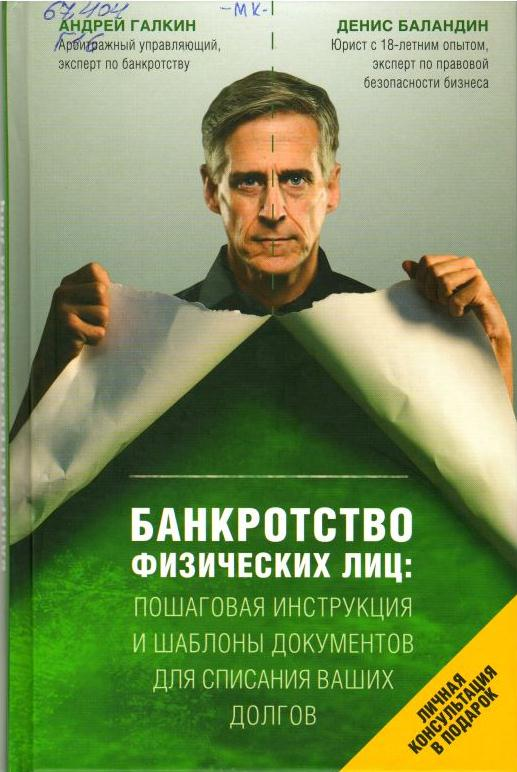 67.404
Г16
-МК-
АНДРЕЙ ГАЛКИН
Арбитражный управляющий,
эксперт по банкротству
ДЕНИС БАЛАНДИН
Юрист с 18-летним опытом,
эксперт по правовой
безопасности бизнеса
БАНКРОТСТВО
ФИЗИЧЕСКИХ ЛИЦ:
ПОШАГОВАЯ ИНСТРУКЦИЯ
И ШАБЛОНЫ ДОКУМЕНТОВ
ДЛЯ СПИСАНИЯ ВАШИХ
ДОЛГОВ
ЛИЧНАЯ
КОНСУЛЬТАЦИЯ
В ПОДАРОК